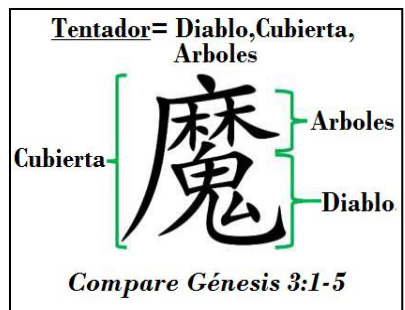 Tentador= Diablo,Cubierta,
Arboles
魔
Arboles
Cubierta
Diablo
Compare Génesis 3:1-5